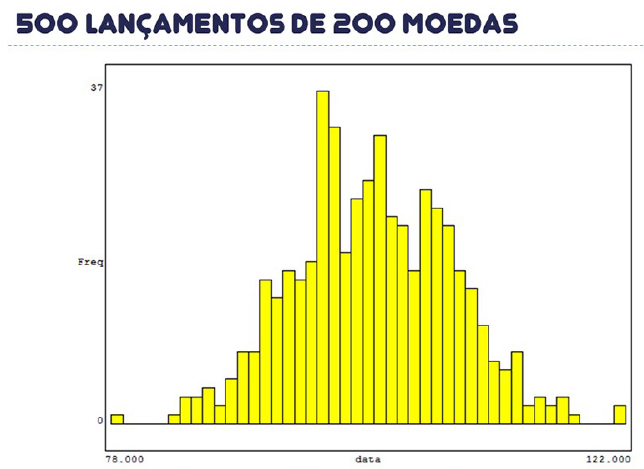 500 LANÇAMENTOS DE 200 MOEDAS
37
Freq
0
78.000 data 122.000